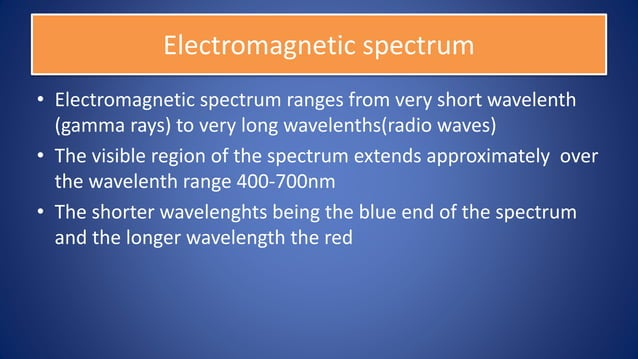 Electromagnetic spectrum
• Electromagnetic spectrum ranges from very short wavelenth
(gamma rays) to very long wavelenths(radio waves)
• The visible region of the spectrum extends approximately  over
the wavelenth range 400-700nm
• The shorter wavelenghts being the blue end of the spectrum
and the longer wavelength the red